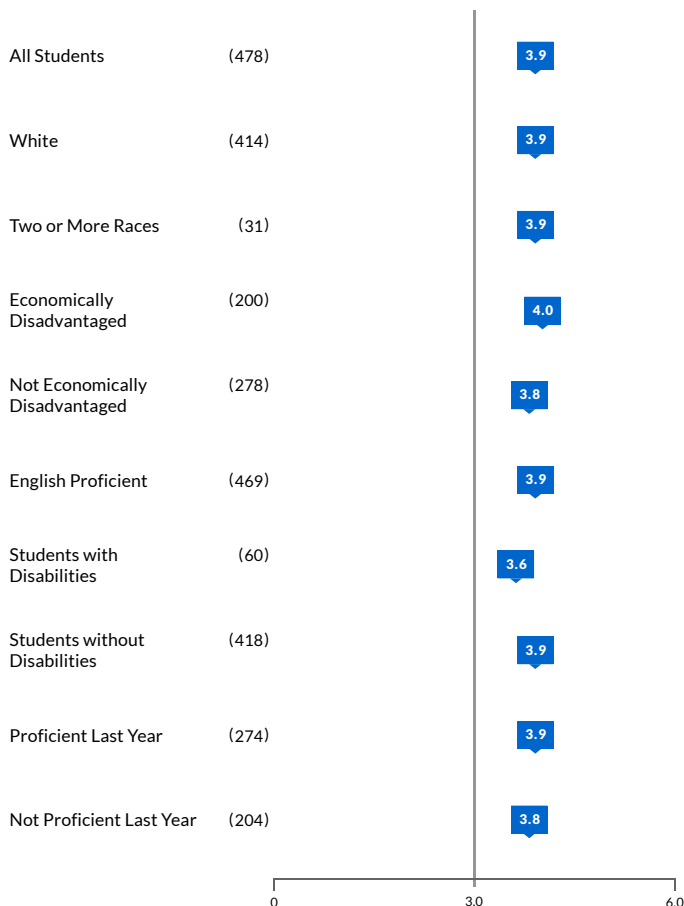 All Students (478) 3.9
White (414) 3.9
Two or More Races (31) 3.9
Economically (200)
Disadvantaged
4.0
Not Economically (278)
Disadvantaged
3.8
English Proficient (469) 3.9
Students with (60)
Disabilities
3.6
Students without (418)
Disabilities
3.9
Proficient Last Year (274) 3.9
Not Proficient Last Year (204) 3.8
0 3.0 6.0